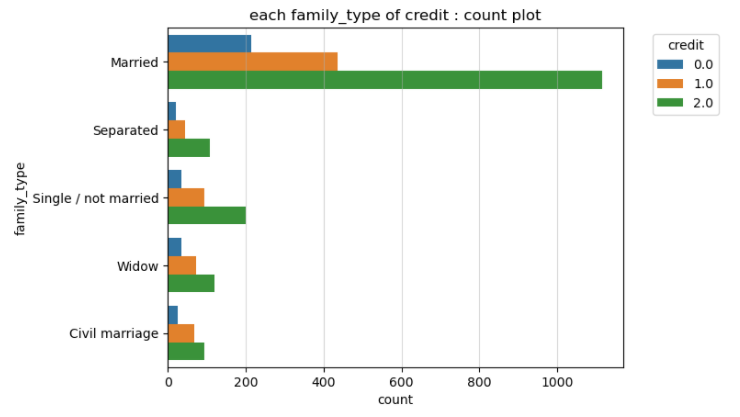 each family_type of credit : count plot
credit
0.0
1.0
2.0
family_type
Married
Separated
Single / not married
Widow
Civil marriage
0 200 400 600 800 1000
count